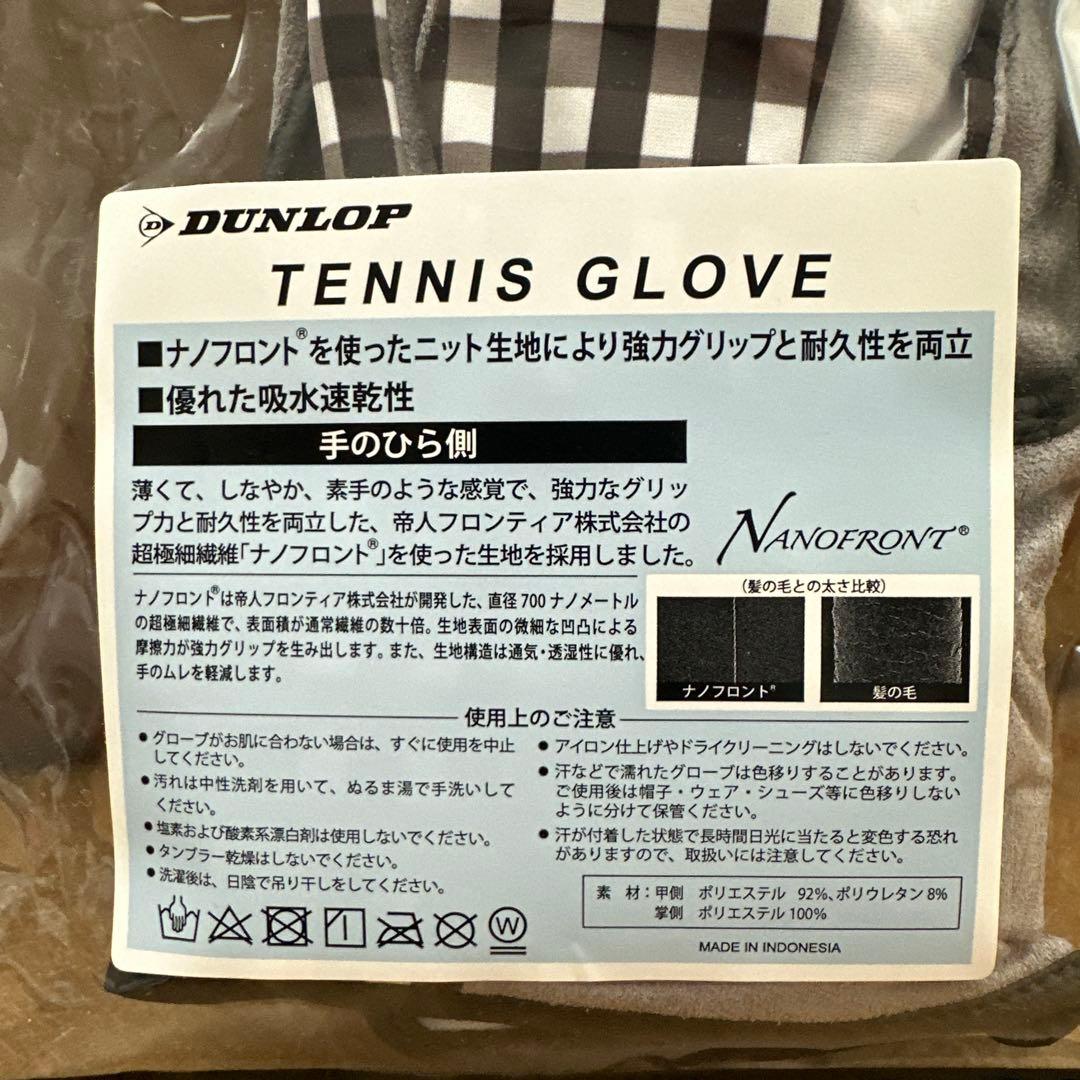 DUNLOP
TENNIS GLOVE
■ナノフロント®を使ったニット生地により強力グリップと耐久性を両立
■優れた吸水速乾性
手のひら側
薄くて、しなやか、素手のような感覚で、強力なグリッ
プ力と耐久性を両立した、帝人フロンティア株式会社の
超極細繊維「ナノフロント®」を使った生地を採用しました。
NANOFRONT®
ナノフロント®は帝人フロンティア株式会社が開発した、直径700ナノメートル
の超極細繊維で、表面積が通常繊維の数十倍。生地表面の微細な凹凸による
摩擦力が強力グリップを生み出します。また、生地構造は通気・透湿性に優れ、
手のムレを軽減します。
(髪の毛との太さ比較)
ナノフロント®
髪の毛
使用上のご注意
●グローブがお肌に合わない場合は、すぐに使用を中止
してください。
●汚れは中性洗剤を用いて、ぬるま湯で手洗いして
ください。
●塩素および酸素系漂白剤は使用しないでください。
●タンブラー乾燥はしないでください。
●洗濯後は、日陰で吊り干しをしてください。
●アイロン仕上げやドライクリーニングはしないでください。
●汗などで濡れたグローブは色移りすることがあります。
ご使用後は帽子・ウェア・シューズ等に色移りしない
ように分けて保管ください。
●汗が付着した状態で長時間日光に当たると変色する恐れ
がありますので、取扱いには注意してください。
W
素 材：甲側 ポリエステル 92%、ポリウレタン 8%
掌側 ポリエステル 100%
MADE IN INDONESIA